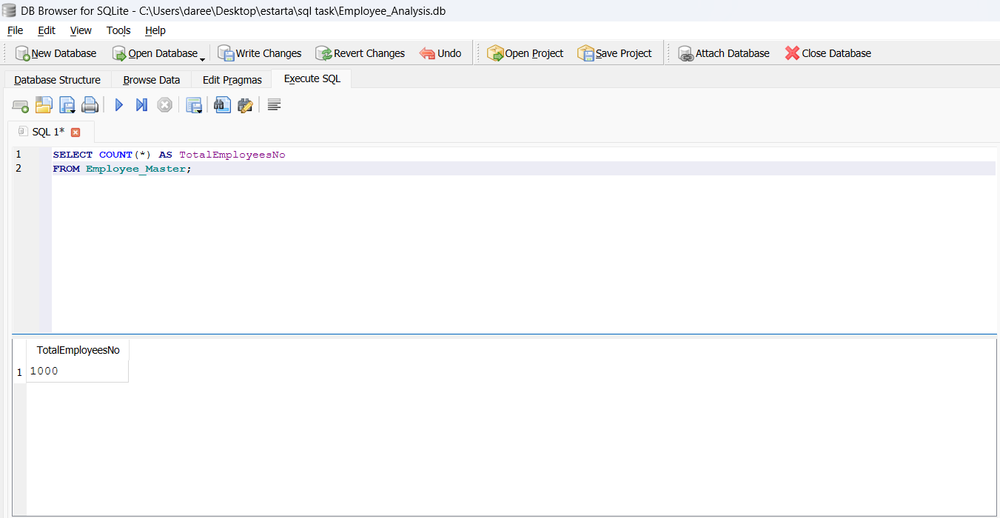 DB Browser for SQLite - C:\Users\daree\Desktop\estarta\sql task\Employee_Analysis.db
File Edit View Tools Help
New Database Open Database Write Changes Revert Changes Undo Open Project Save Project Attach Database Close Database
Database Structure Browse Data Edit Pragmas Execute SQL
SQL 1*
1 SELECT COUNT(*) AS TotalEmployeesNo
2 FROM Employee_Master;
TotalEmployeesNo
1 1000